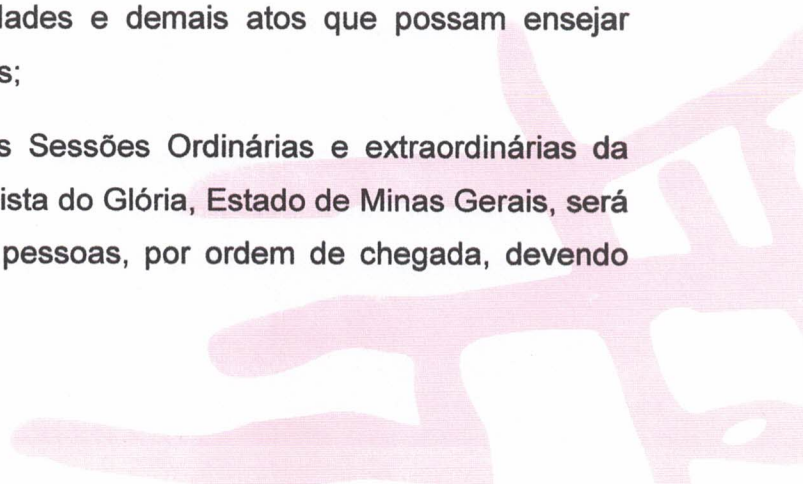 lades e demais atos que possam ensejar
s;
s Sessões Ordinárias e extraordinárias da
ista do Glória, Estado de Minas Gerais, será
pessoas, por ordem de chegada, devendo